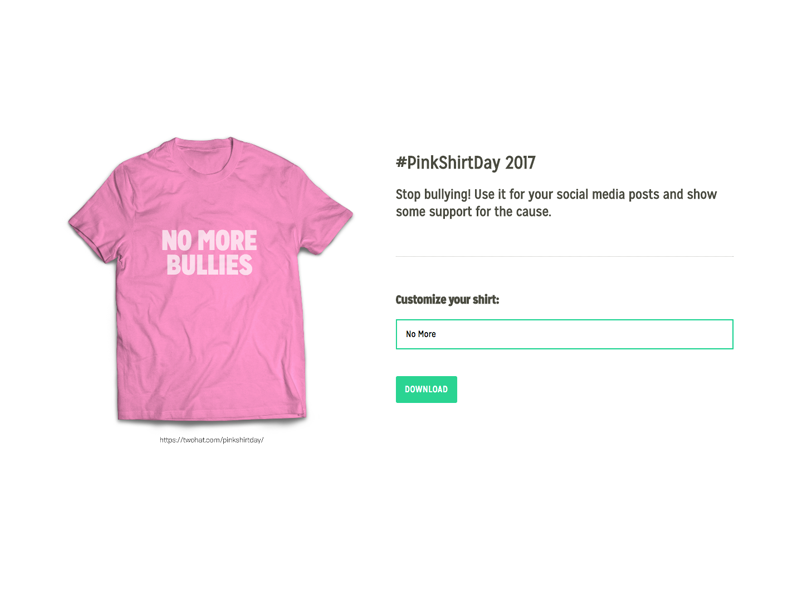 NO MORE
BULLIES
https://twohat.com/pinkshirtday/
#PinkShirtDay 2017
Stop bullying! Use it for your social media posts and show
some support for the cause.
Customize your shirt:
No More
DOWNLOAD